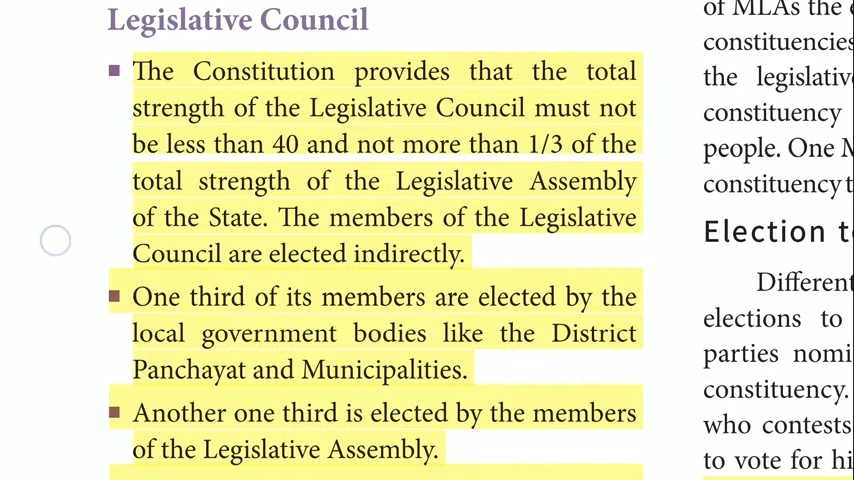 Legislative Council
The Constitution provides that the total
strength of the Legislative Council must not
be less than 40 and not more than 1/3 of the
total strength of the Legislative Assembly
of the State. The members of the Legislative
Council are elected indirectly.
One third of its members are elected by the
local government bodies like the District
Panchayat and Municipalities.
Another one third is elected by the members
of the Legislative Assembly.
of MLAs the
constituencies
the legislativ
constituency
people. One
constituency
Election
Different
elections to
parties nomi
constituency.
who contests
to vote for hi